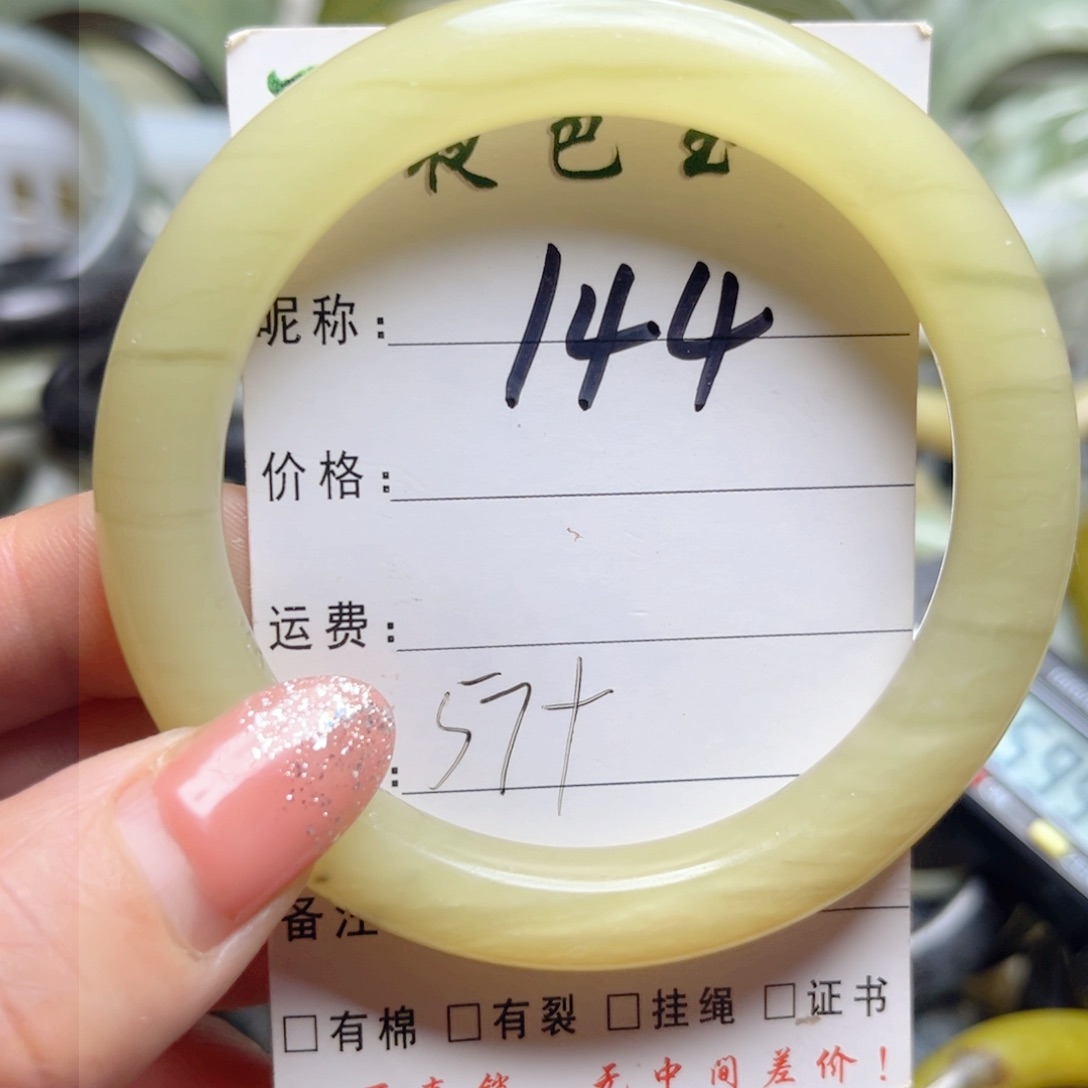 色玉
昵称: 144
价格:
运费:
: 57+
备注
□有棉 □有裂 □挂绳 □证书
无中间差价!